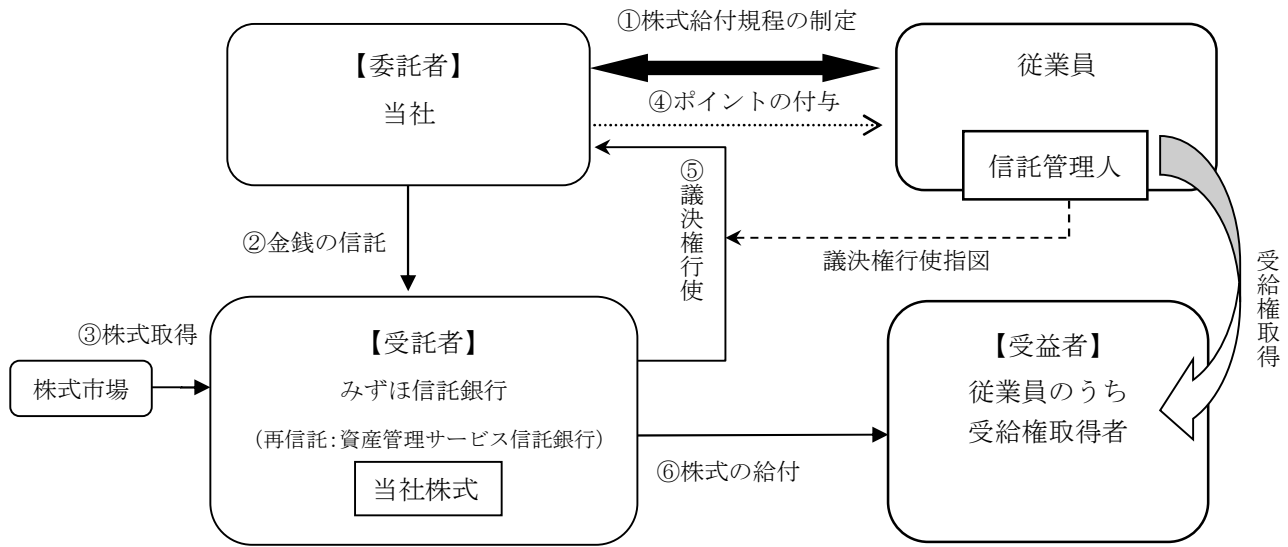 ①株式給付規程の制定
【委託者】
当社
従業員
④ポイントの付与
信託管理人
⑤議決権行使
②金銭の信託
議決権行使指図
受給権取得
③株式取得
株式市場
【受託者】
みずほ信託銀行
（再信託：資産管理サービス信託銀行）
当社株式
⑥株式の給付
【受益者】
従業員のうち
受給権取得者